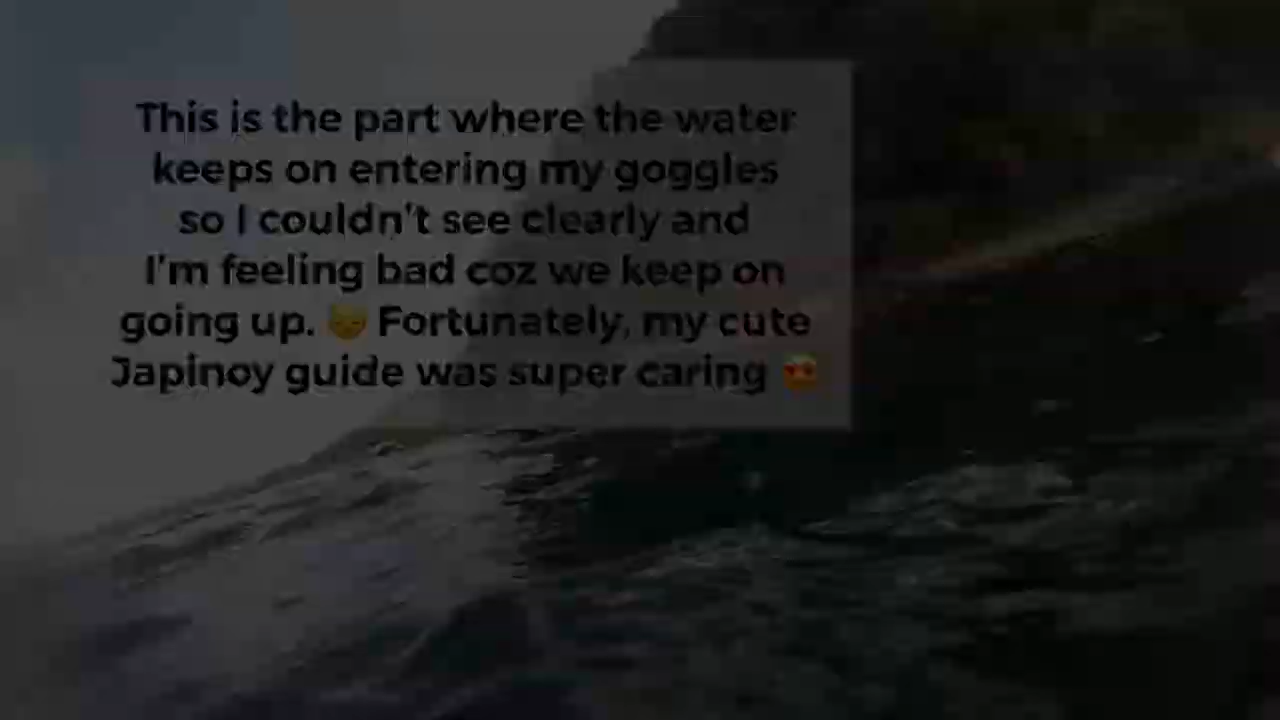 This is the part where the water
keeps on entering my goggles
so I couldn't see clearly and
I'm feeling bad coz we keep on
going up. 😔 Fortunately, my cute
Japinoy guide was super caring 😍